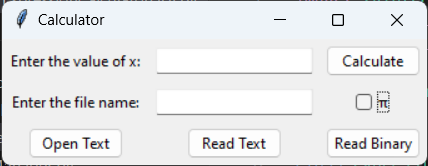 Calculator
Enter the value of x: Calculate
Enter the file name: π
Open Text Read Text Read Binary